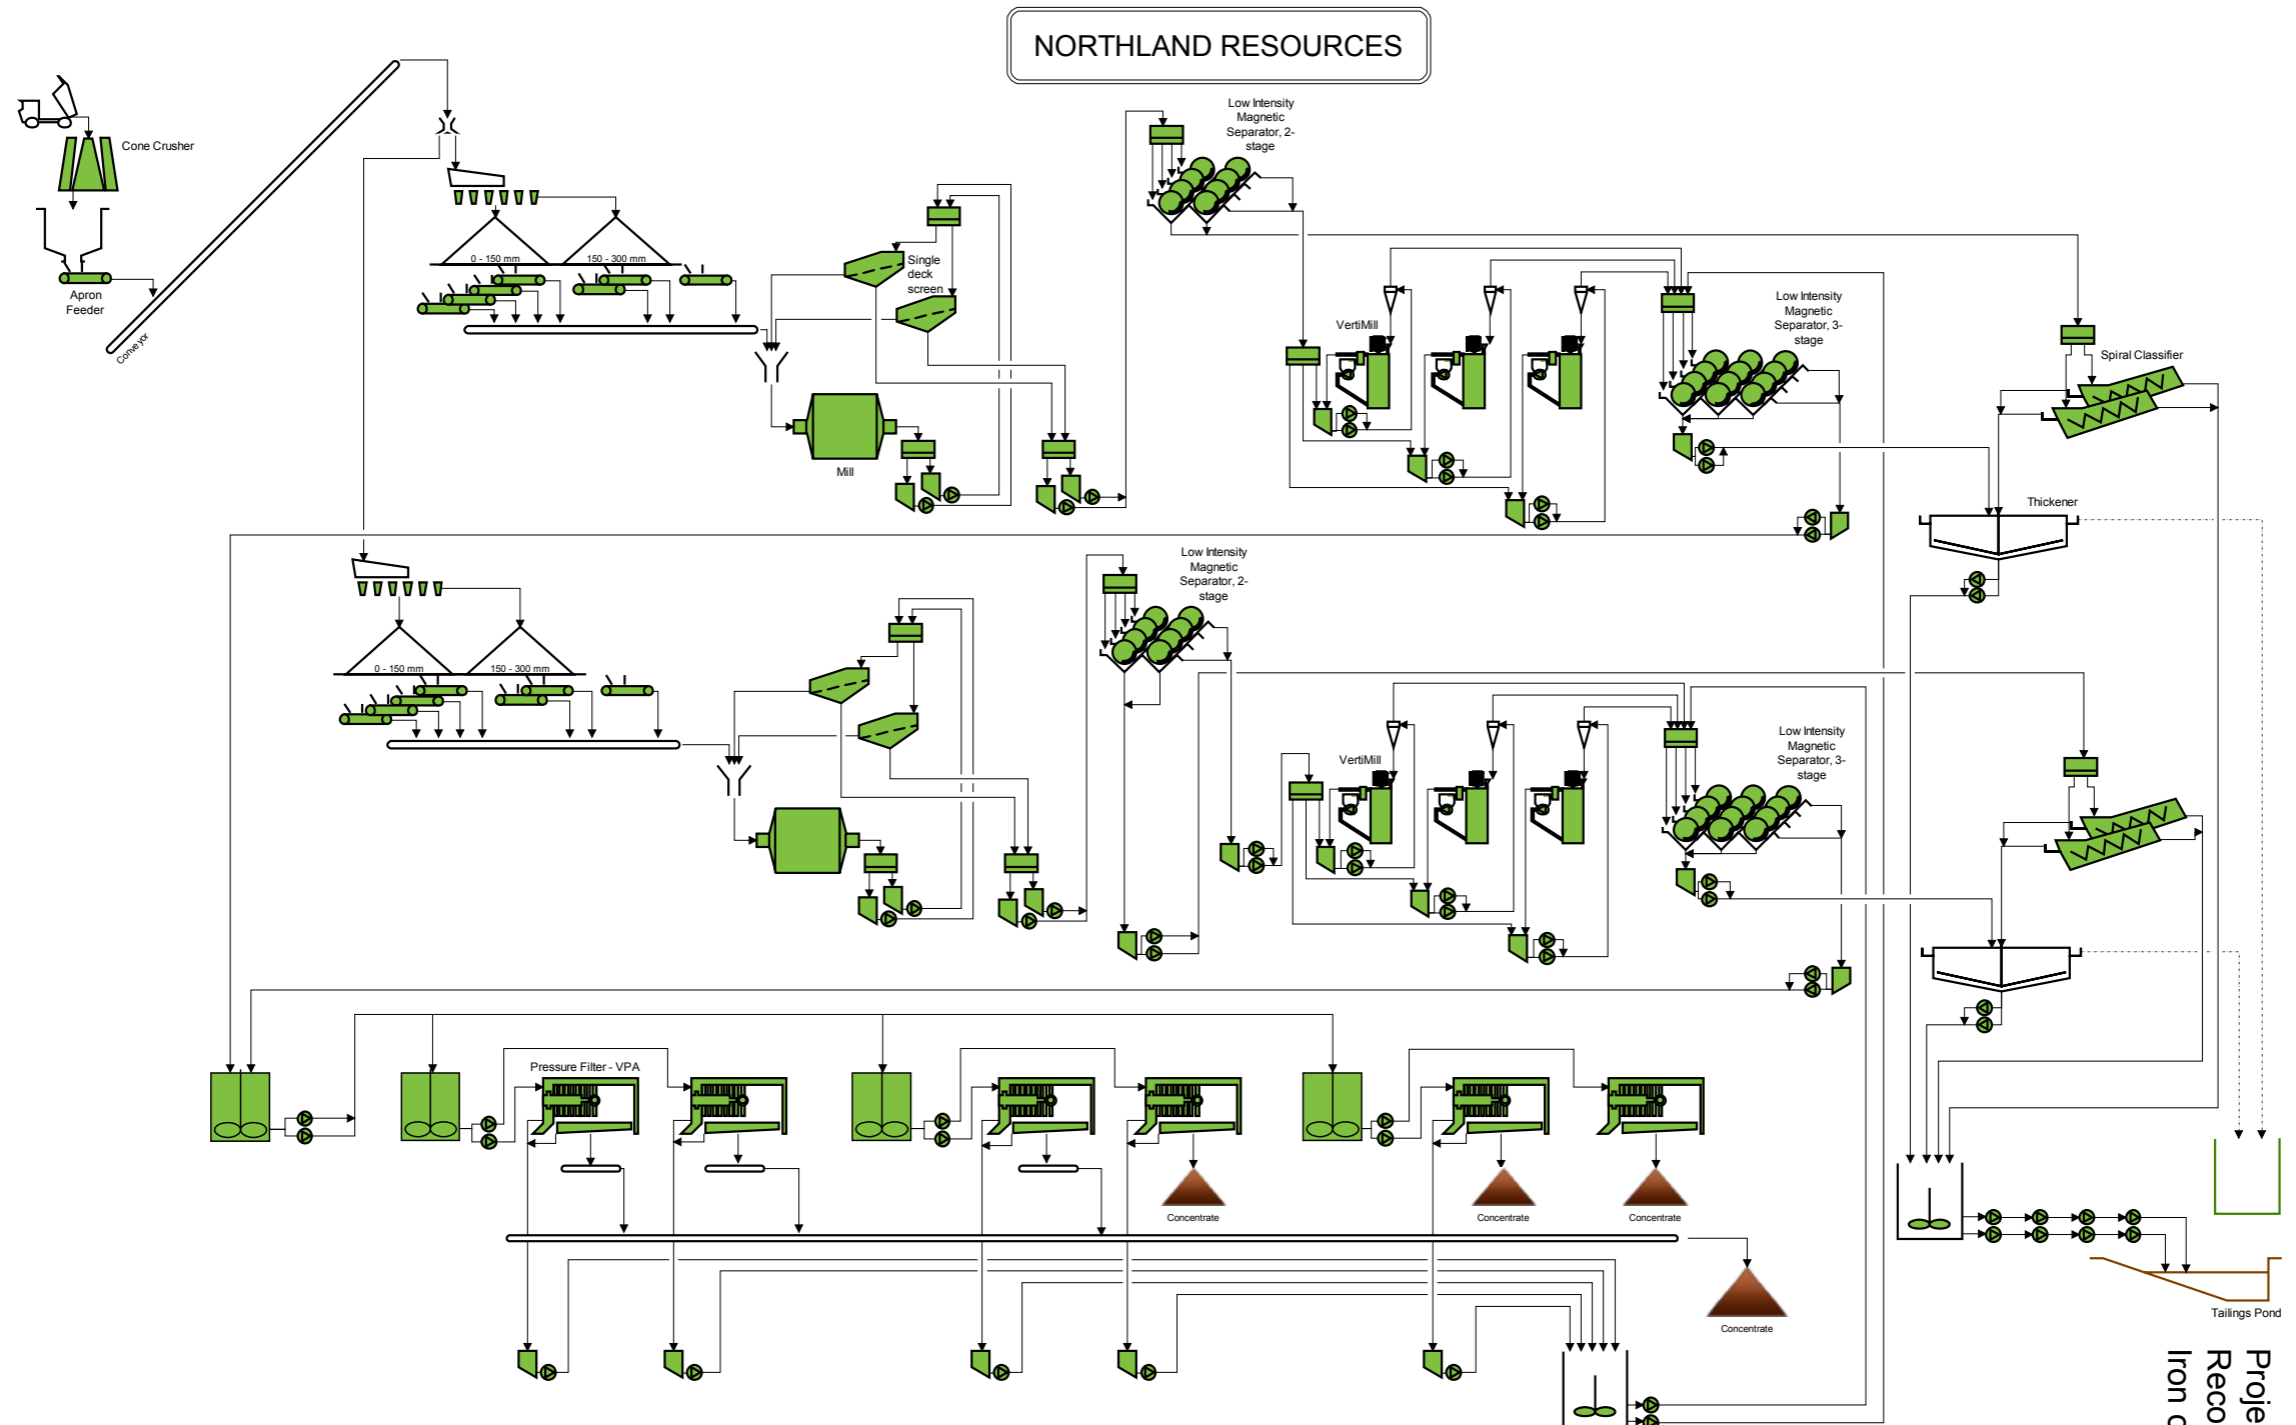 NORTHLAND RESOURCES
Low Intensity
Magnetic
Separator, 2-
stage
Cone Crusher
0 - 150 mm
150 - 300 mm
Single
deck
screen
Apron
Feeder
Conveyor
VertiMill
Low Intensity
Magnetic
Separator, 3-
stage
Spiral Classifier
Mill
Thickener
Low Intensity
Magnetic
Separator, 2-
stage
0 - 150 mm
150 - 300 mm
VertiMill
Low Intensity
Magnetic
Separator, 3-
stage
Pressure Filter - VPA
Concentrate
Concentrate
Concentrate
Concentrate
Tailings Pond
Proje
Reco
Iron